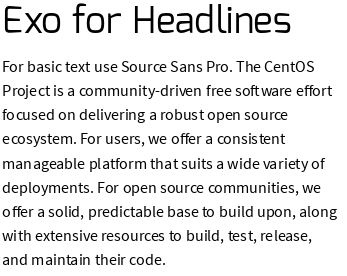 Exo for Headlines
For basic text use Source Sans Pro. The CentOS
Project is a community-driven free software effort
focused on delivering a robust open source
ecosystem. For users, we offer a consistent
manageable platform that suits a wide variety of
deployments. For open source communities, we
offer a solid, predictable base to build upon, along
with extensive resources to build, test, release,
and maintain their code.